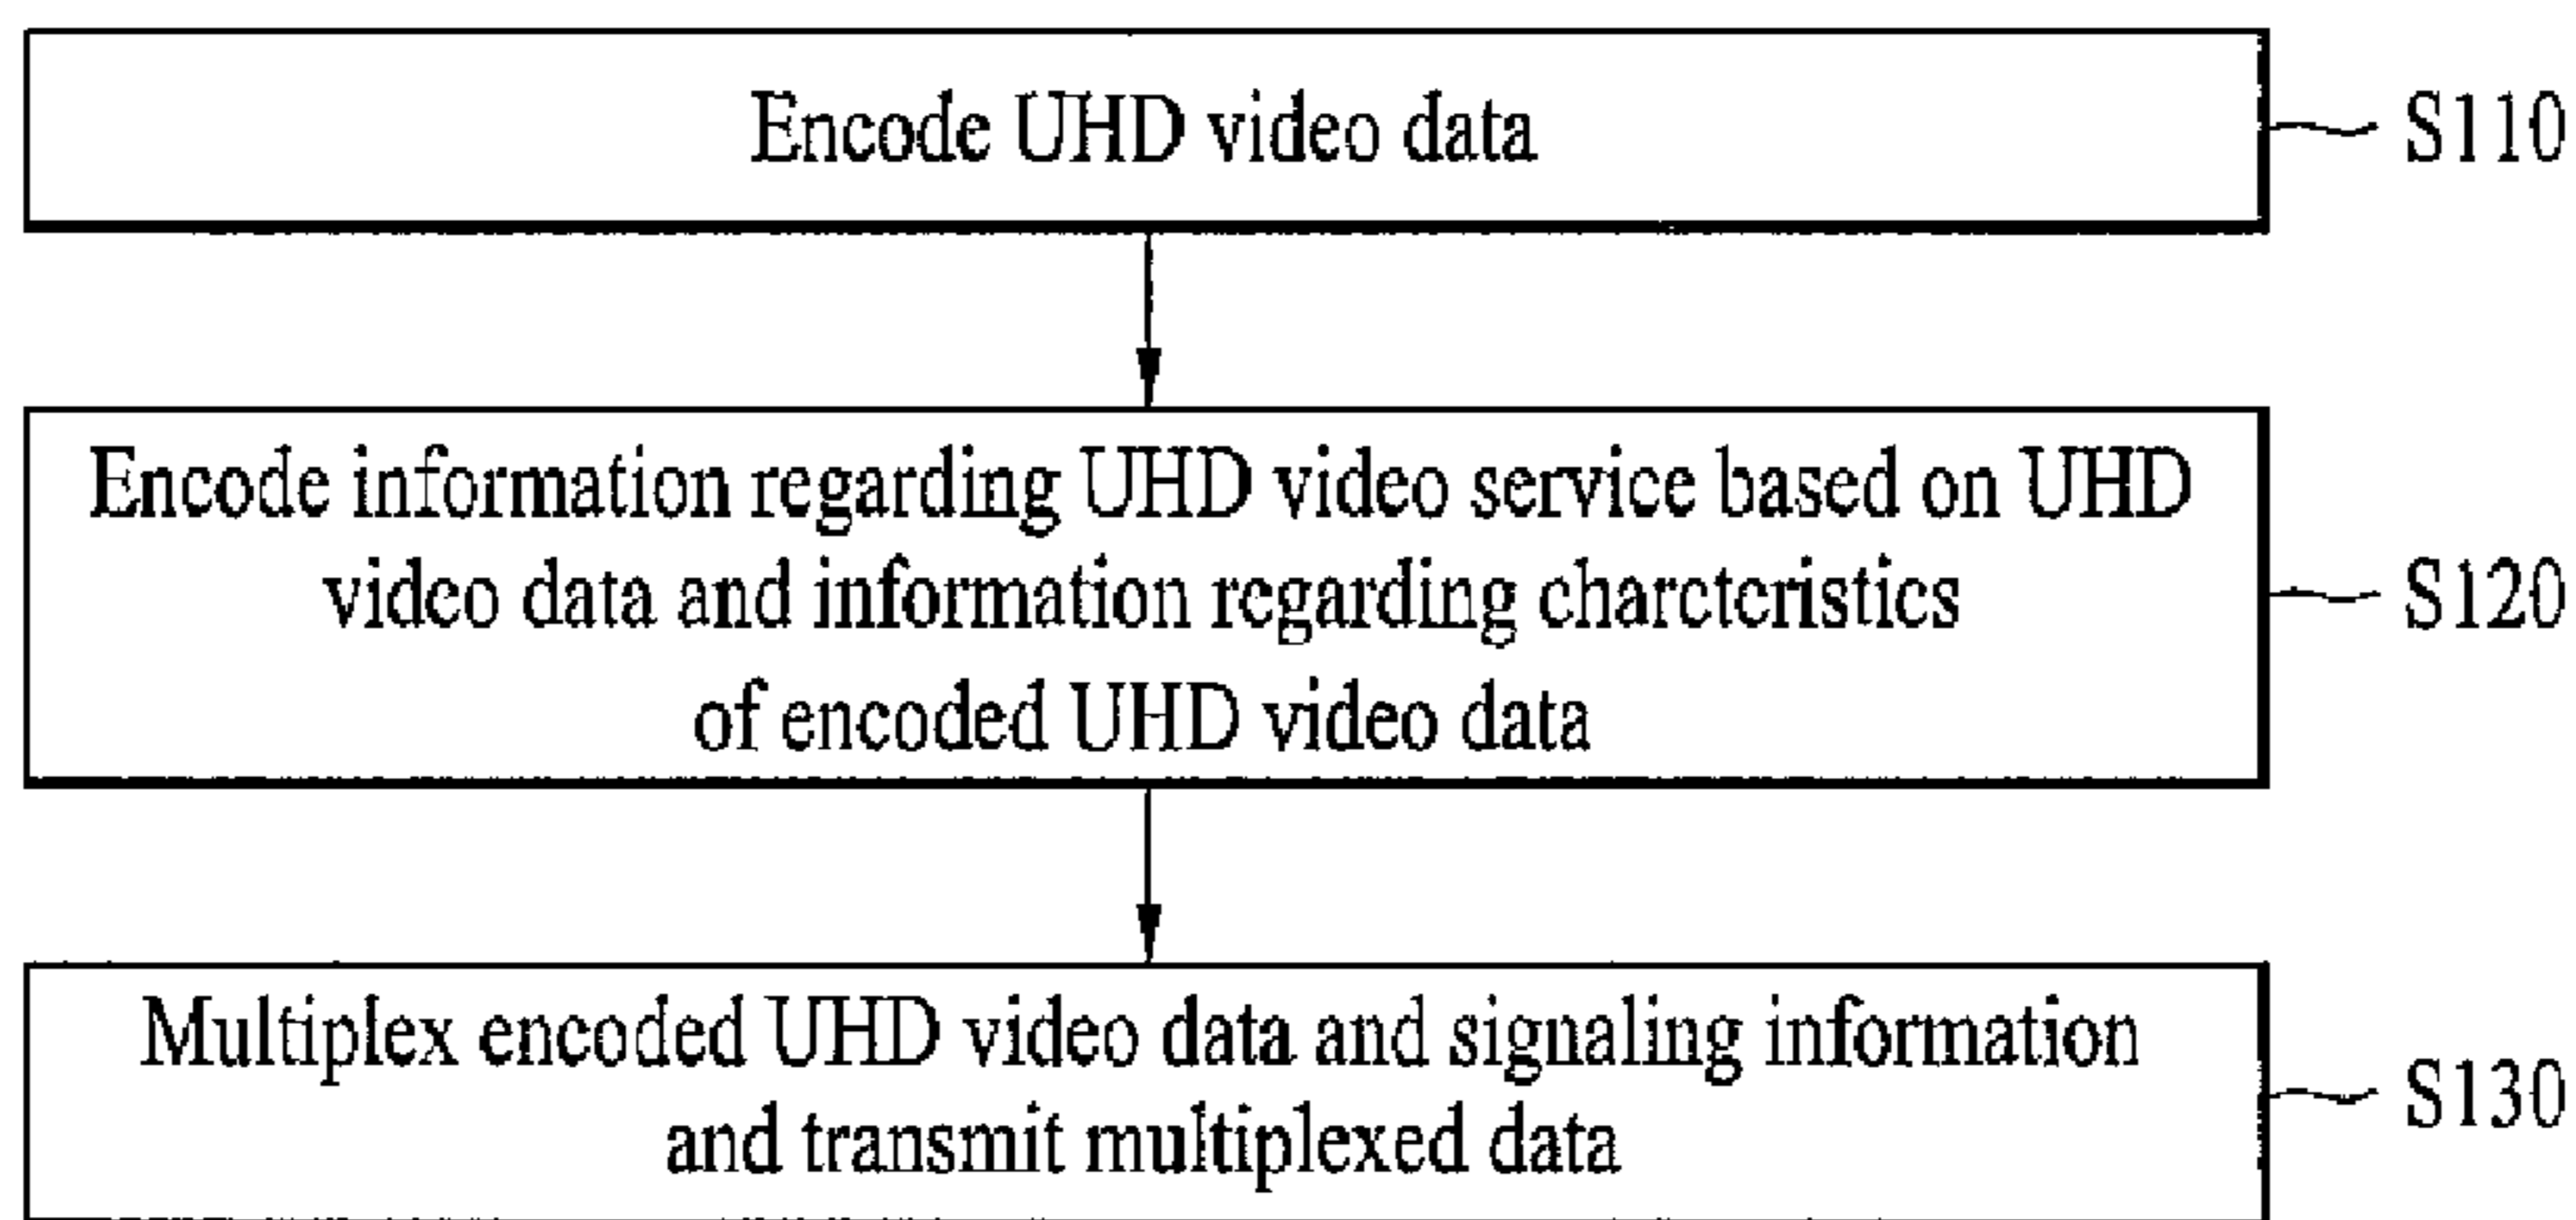 Encode UHD video data
S110
Encode information regarding UHD video service based on UHD
video data and information regarding charcteristics
of encoded UHD video data
S120
Multiplex encoded UHD video data and signaling information
and transmit multiplexed data
S130